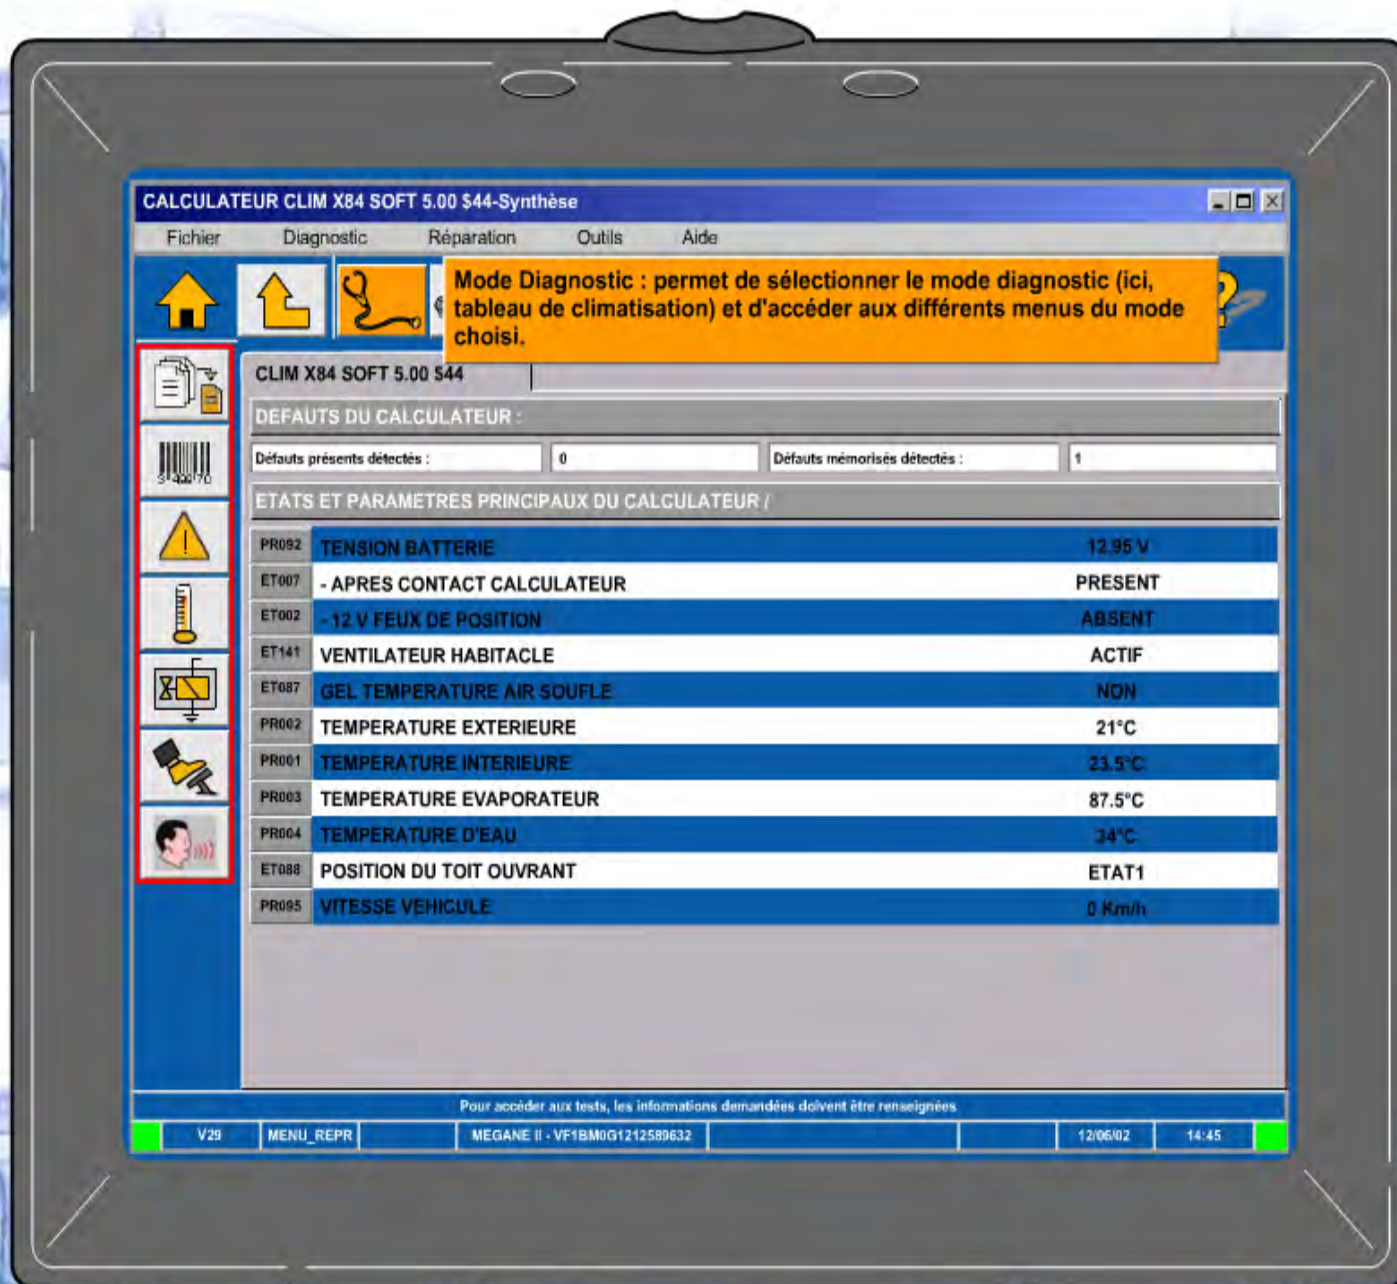 CALCULATEUR CLIM X84 SOFT 5.00 $44-Synthèse
Fichier Diagnostic Réparation Outils Aide
Mode Diagnostic : permet de sélectionner le mode diagnostic (ici,
tableau de climatisation) et d'accéder aux différents menus du mode
choisi.
CLIM X84 SOFT 5.00 $44
DEFAUTS DU CALCULATEUR :
Défauts présents détectés : 0 Défauts mémorisés détectés : 1
ETATS ET PARAMETRES PRINCIPAUX DU CALCULATEUR /
PR092 TENSION BATTERIE 12.95 V
ET007 - APRES CONTACT CALCULATEUR PRESENT
ET002 - 12 V FEUX DE POSITION ABSENT
ET141 VENTILATEUR HABITACLE ACTIF
ET087 GEL TEMPERATURE AIR SOUFLE NON
PR002 TEMPERATURE EXTERIEURE 21°C
PR001 TEMPERATURE INTERIEURE 23.5°C
PR003 TEMPERATURE EVAPORATEUR 87.5°C
PR004 TEMPERATURE D'EAU 34°C
ET088 POSITION DU TOIT OUVRANT ETAT1
PR095 VITESSE VEHICULE 0 Km/h
Pour accéder aux tests, les informations demandées doivent être renseignées
V29 MENU_REPR MEGANE II - VF1BM0G1212589632 12/06/02 14:45